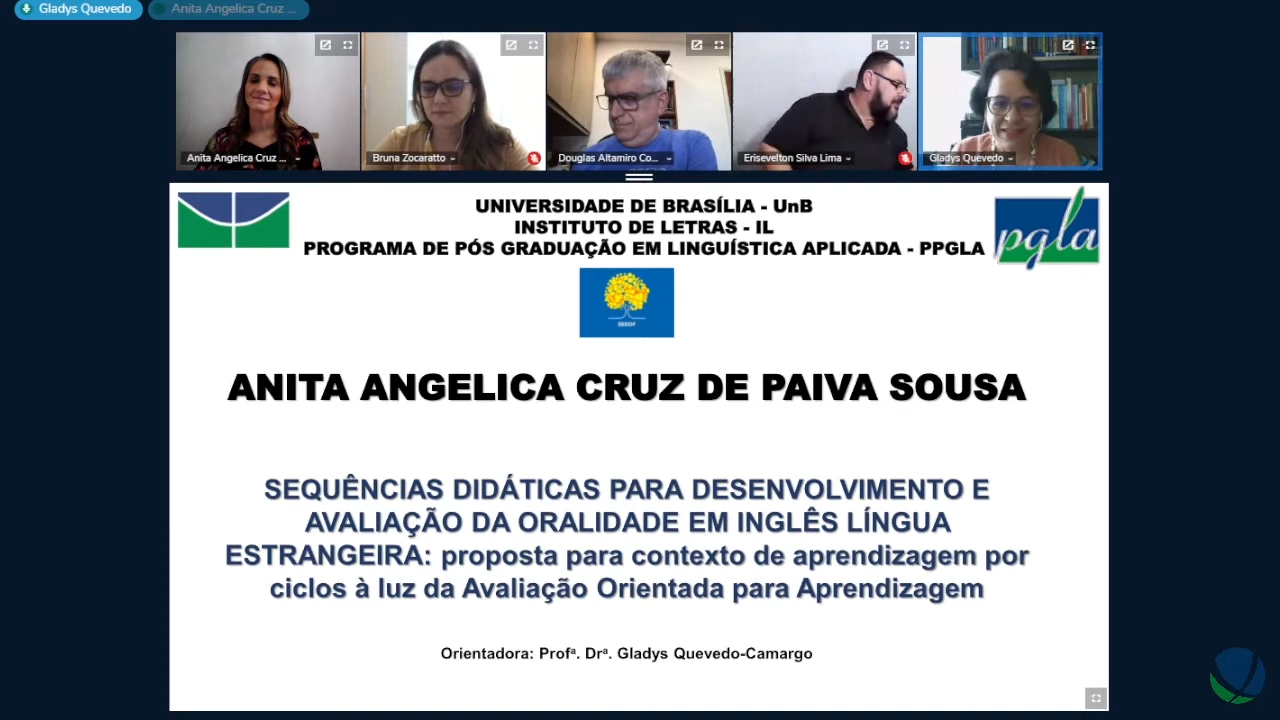 Gladys Quevedo
Anita Angelica Cruz ...
Anita Angelica Cruz ...
Bruna Zocaratto
Douglas Altamiro Co...
Erisevelton Silva Lima
Gladys Quevedo
UNIVERSIDADE DE BRASÍLIA - UnB
INSTITUTO DE LETRAS - IL
PROGRAMA DE PÓS GRADUAÇÃO EM LINGUÍSTICA APLICADA - PPGLA
pgla
SEEDF
ANITA ANGELICA CRUZ DE PAIVA SOUSA
SEQUÊNCIAS DIDÁTICAS PARA DESENVOLVIMENTO E
AVALIAÇÃO DA ORALIDADE EM INGLÊS LÍNGUA
ESTRANGEIRA: proposta para contexto de aprendizagem por
ciclos à luz da Avaliação Orientada para Aprendizagem
Orientadora: Profª. Drª. Gladys Quevedo-Camargo